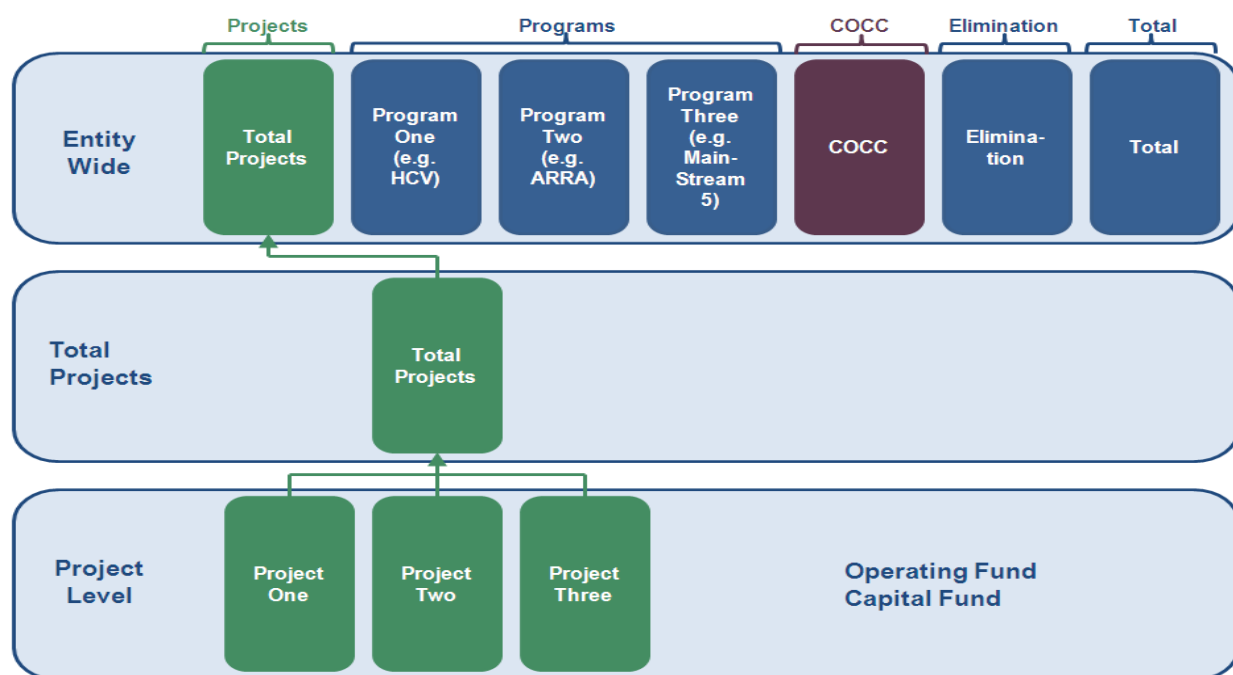 Projects
Programs
COCC
Elimination
Total
Entity
Wide
Total
Projects
Program
One
(e.g.
HCV)
Program
Two
(e.g.
ARRA)
Program
Three
(e.g.
Main-
Stream
5)
COCC
Elimina-
tion
Total
Total
Projects
Total
Projects
Project
Level
Project
One
Project
Two
Project
Three
Operating Fund
Capital Fund